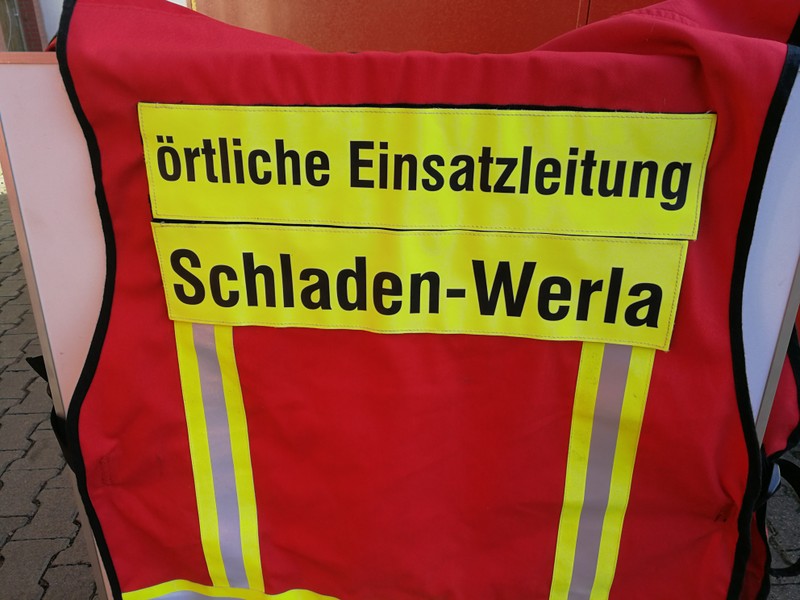 örtliche Einsatzleitung
Schladen-Werla